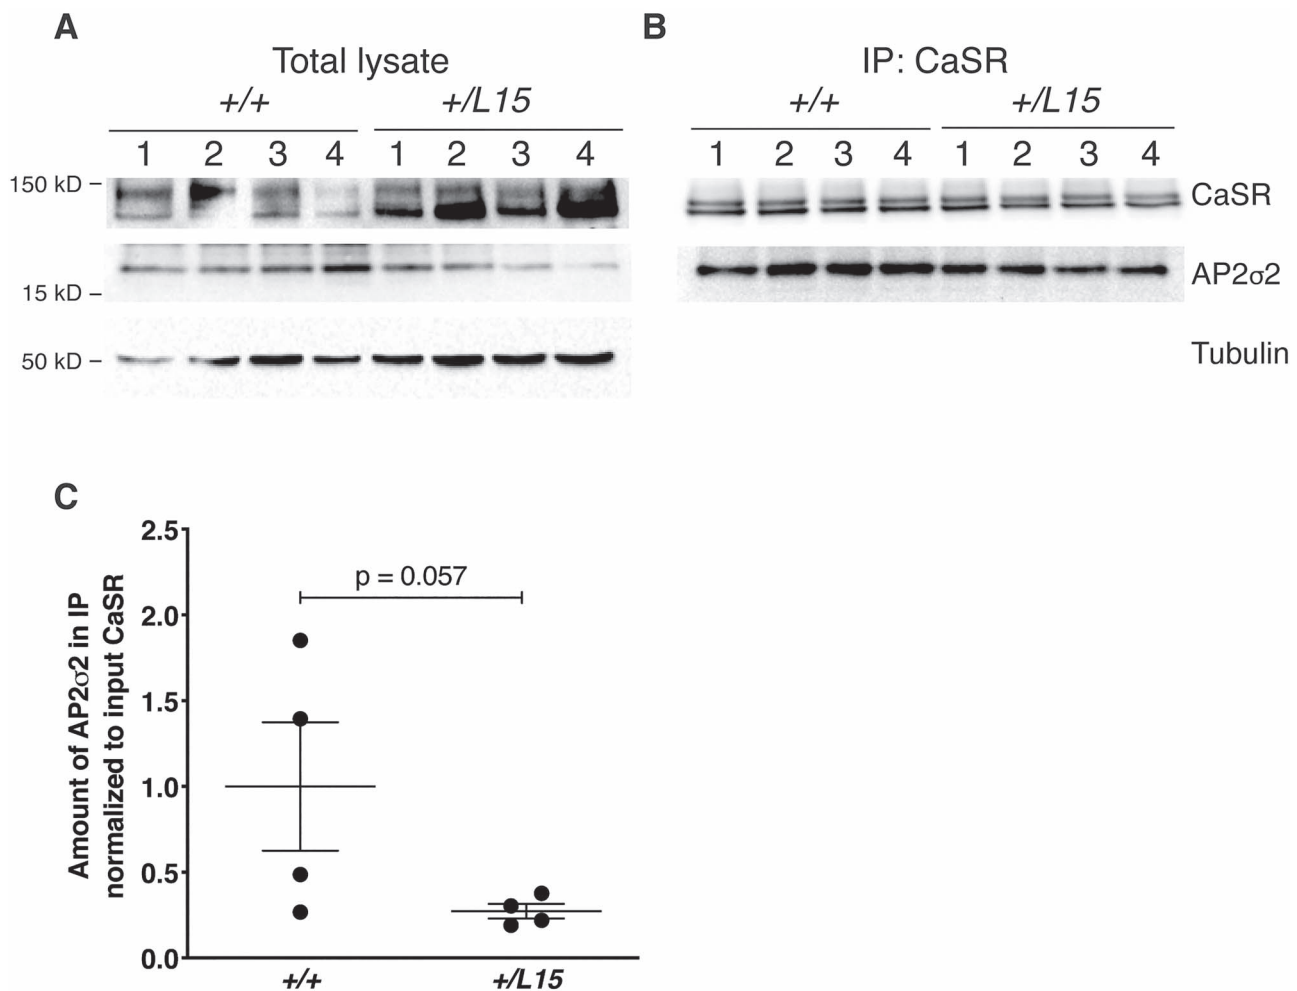 A
Total lysate
+/+ +/L15
1 2 3 4 1 2 3 4
150 kD
15 kD
50 kD
B
IP: CaSR
+/+ +/L15
1 2 3 4 1 2 3 4
CaSR
AP2σ2
Tubulin
C
Amount of AP2σ2 in IP
normalized to input CaSR
2.5
2.0
1.5
1.0
0.5
0.0
p = 0.057
+/+ +/L15